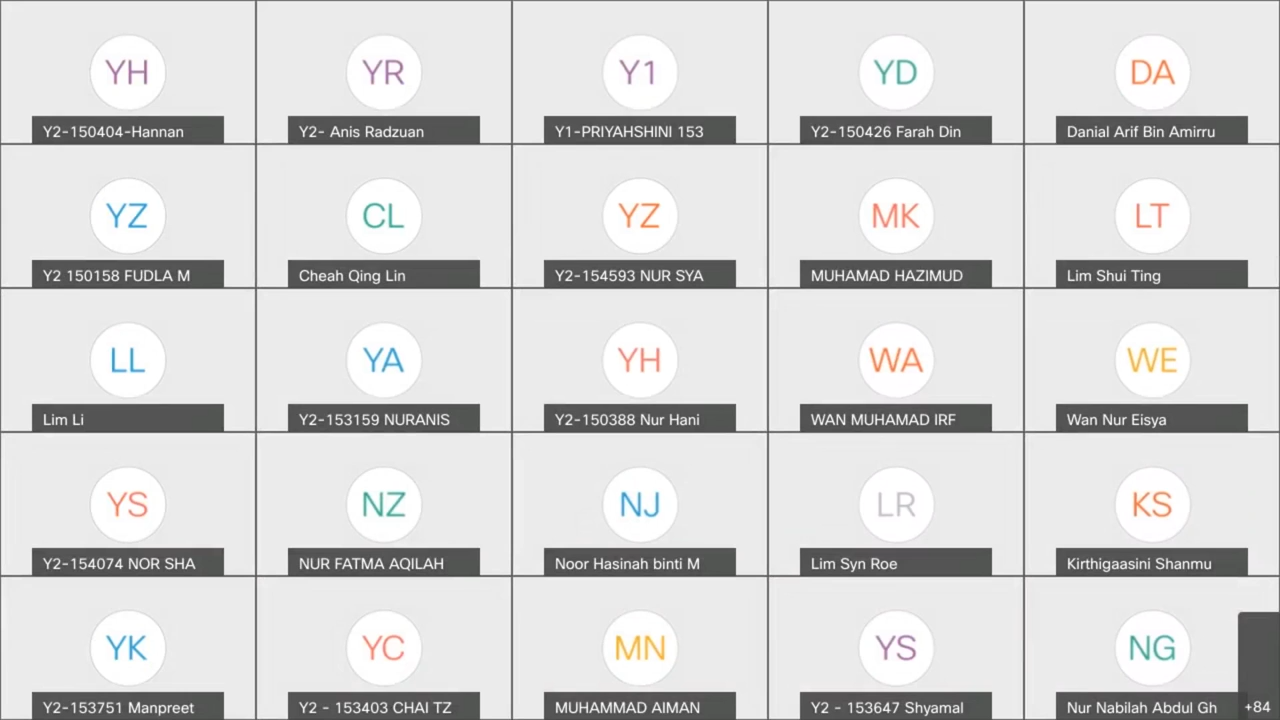 YH
YR
Y1
YD
DA
Y2-150404-Hannan
Y2- Anis Radzuan
Y1-PRIYAHSHINI 153
Y2-150426 Farah Din
Danial Arif Bin Amirru
YZ
CL
YZ
MK
LT
Y2 150158 FUDLA M
Cheah Qing Lin
Y2-154593 NUR SYA
MUHAMAD HAZIMUD
Lim Shui Ting
LL
YA
YH
WA
WE
Lim Li
Y2-153159 NURANIS
Y2-150388 Nur Hani
WAN MUHAMAD IRF
Wan Nur Eisya
YS
NZ
NJ
LR
KS
Y2-154074 NOR SHA
NUR FATMA AQILAH
Noor Hasinah binti M
Lim Syn Roe
Kirthigaasini Shanmu
YK
YC
MN
YS
NG
Y2-153751 Manpreet
Y2 - 153403 CHAI TZ
MUHAMMAD AIMAN
Y2 - 153647 Shyamal
Nur Nabilah Abdul Gh
+84